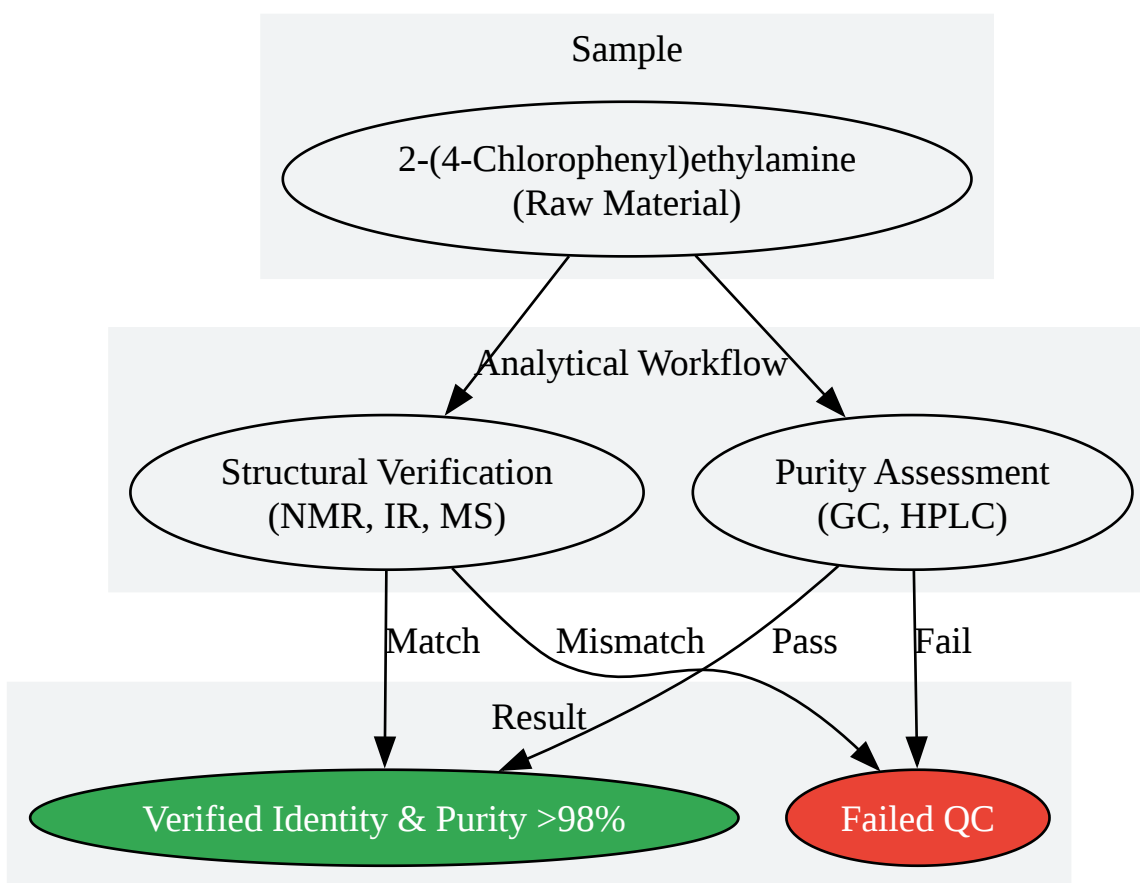 Sample
2-(4-Chlorophenyl)ethylamine
(Raw Material)
Analytical Workflow
Structural Verification
(NMR, IR, MS)
Purity Assessment
(GC, HPLC)
Match
Mismatch
Pass
Fail
Result
Verified Identity & Purity >98%
Failed QC